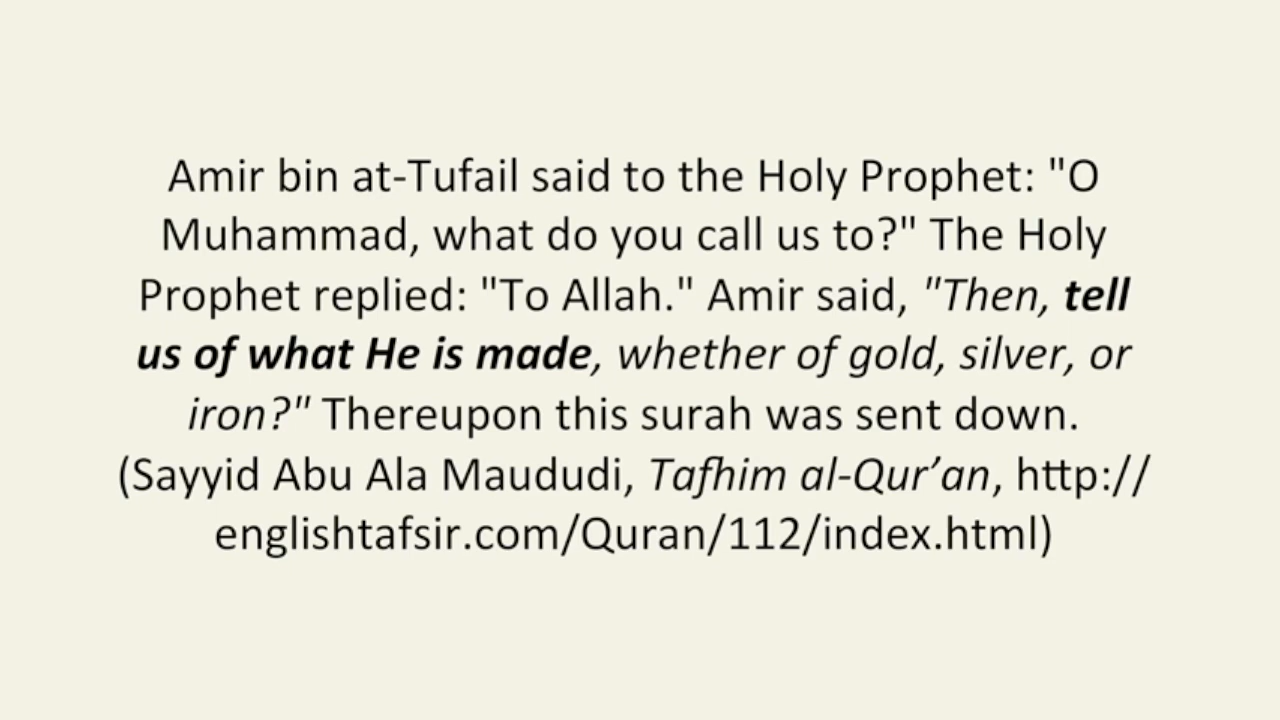 Amir bin at-Tufail said to the Holy Prophet: "O
Muhammad, what do you call us to?" The Holy
Prophet replied: "To Allah." Amir said, "Then, tell
us of what He is made, whether of gold, silver, or
iron?" Thereupon this surah was sent down.
(Sayyid Abu Ala Maududi, Tafhim al-Qur’an, http://
englishtafsir.com/Quran/112/index.html)